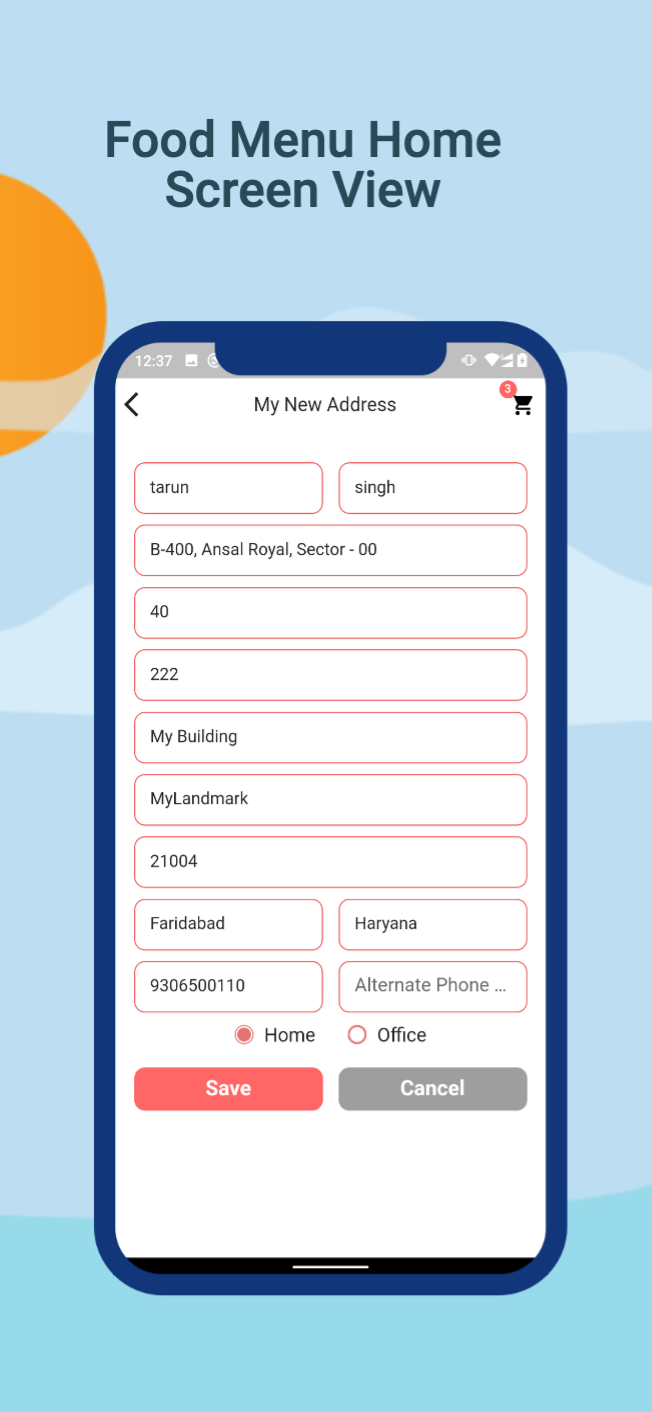 Food Menu Home
Screen View
12:37
My New Address
3
tarun
singh
B-400, Ansal Royal, Sector - 00
40
222
My Building
MyLandmark
21004
Faridabad
Haryana
9306500110
Alternate Phone ...
Home
Office
Save
Cancel